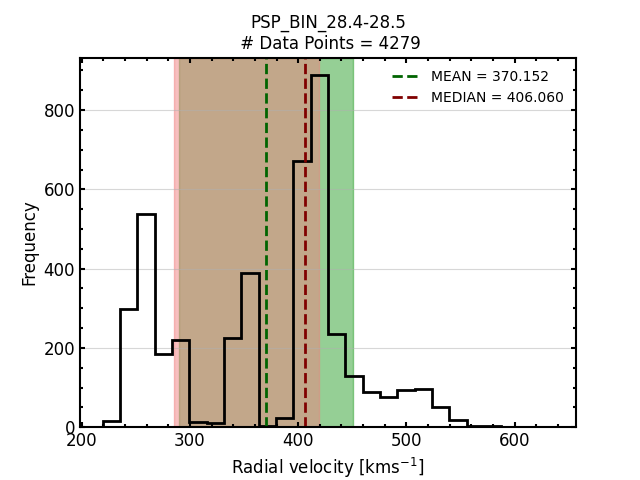 PSP_BIN_28.4-28.5
# Data Points = 4279
MEAN = 370.152
MEDIAN = 406.060
Frequency
800
600
400
200
0
200 300 400 500 600
Radial velocity [kms⁻¹]